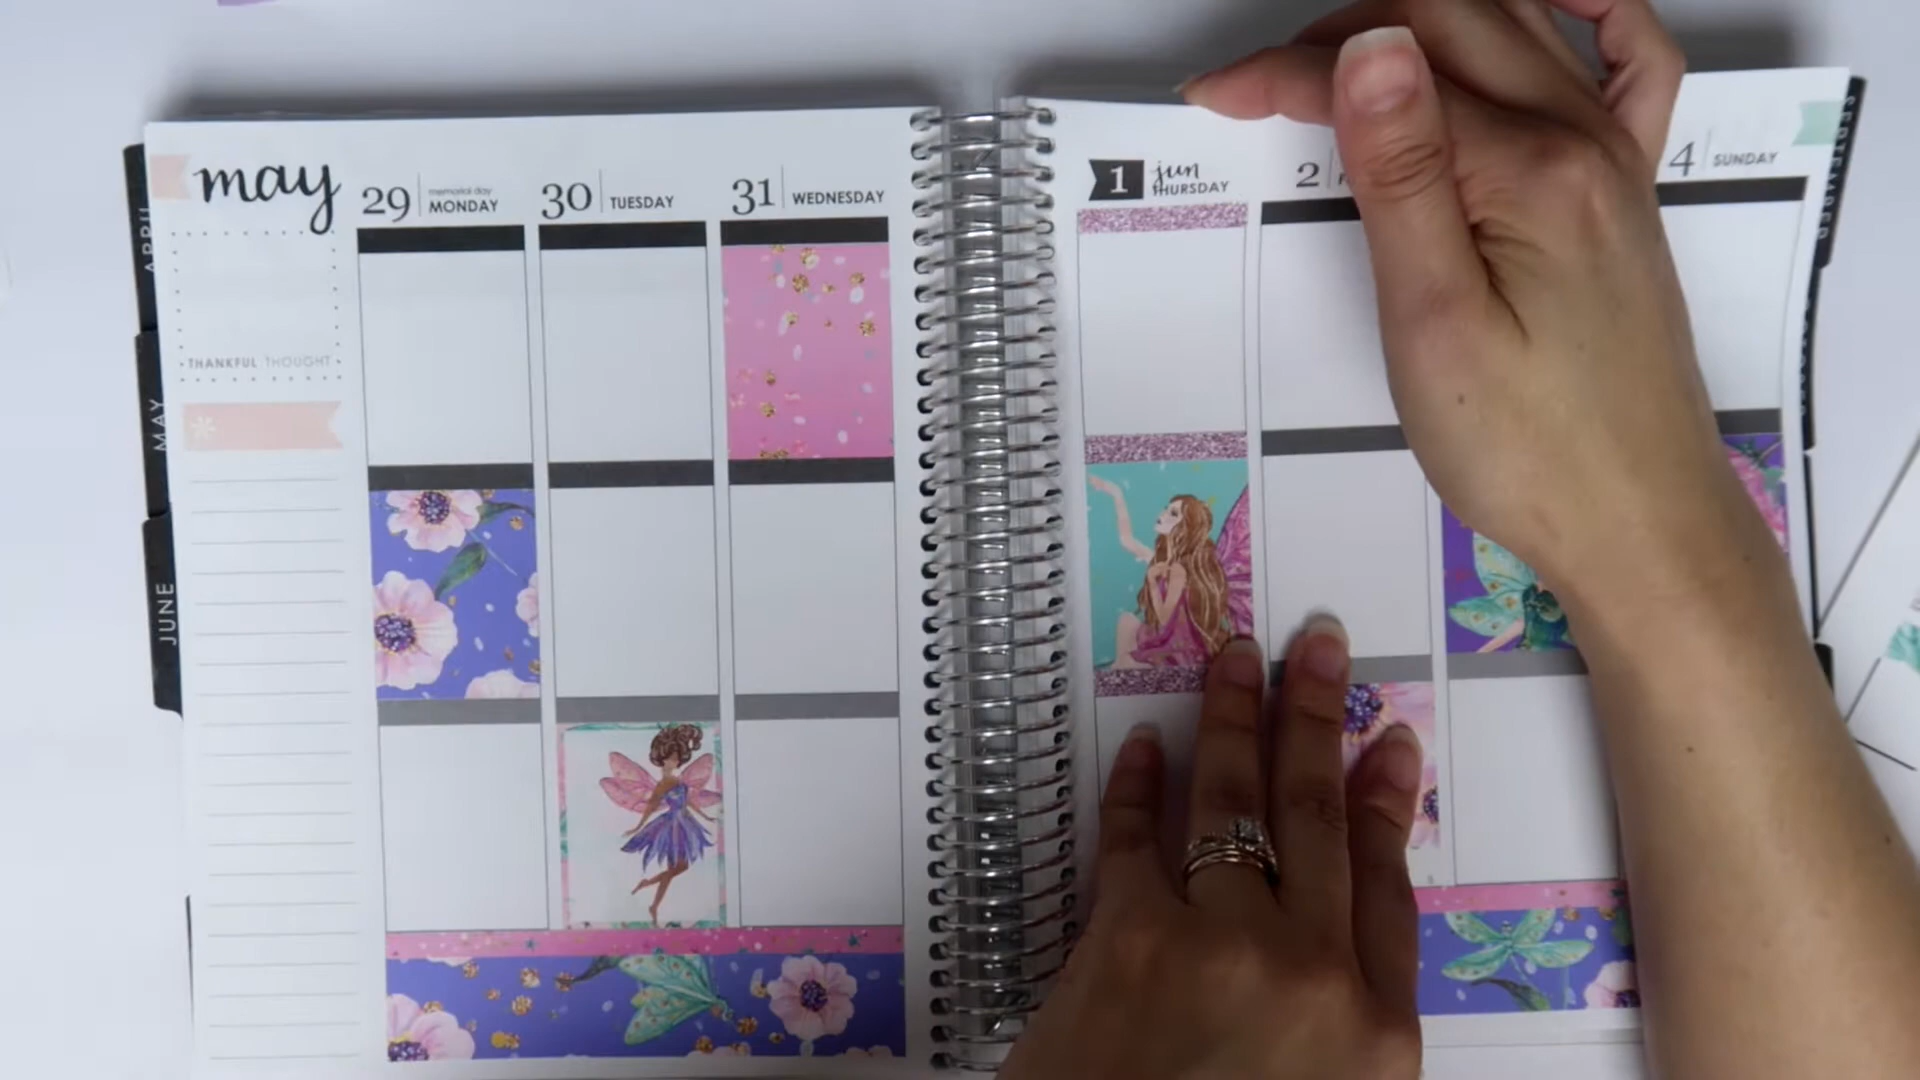 may
29 memorial day MONDAY
30 TUESDAY
31 WEDNESDAY
1 jun THURSDAY
2
4 SUNDAY
THANKFUL THOUGHT
APRIL
MAY
JUNE
SEPTEMBER